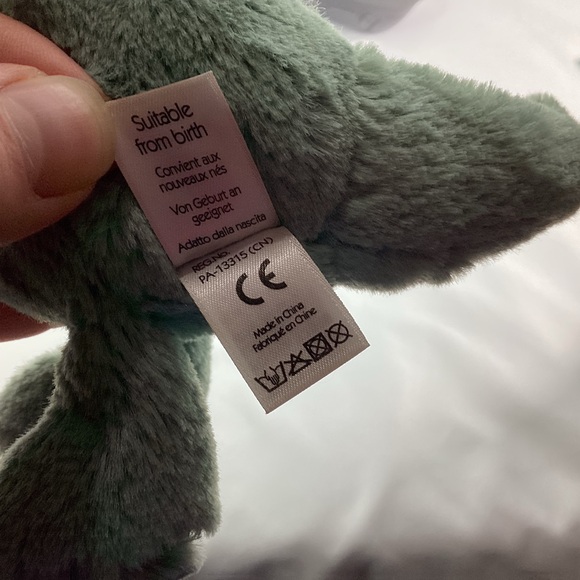 Suitable
from birth
Convient aux
nouveaux nés
Von Geburt an
geeignet
Adatto dalla nascita
REG.NO.
PA-13315 (CN)
CE
Made in China
Fabriqué en Chine